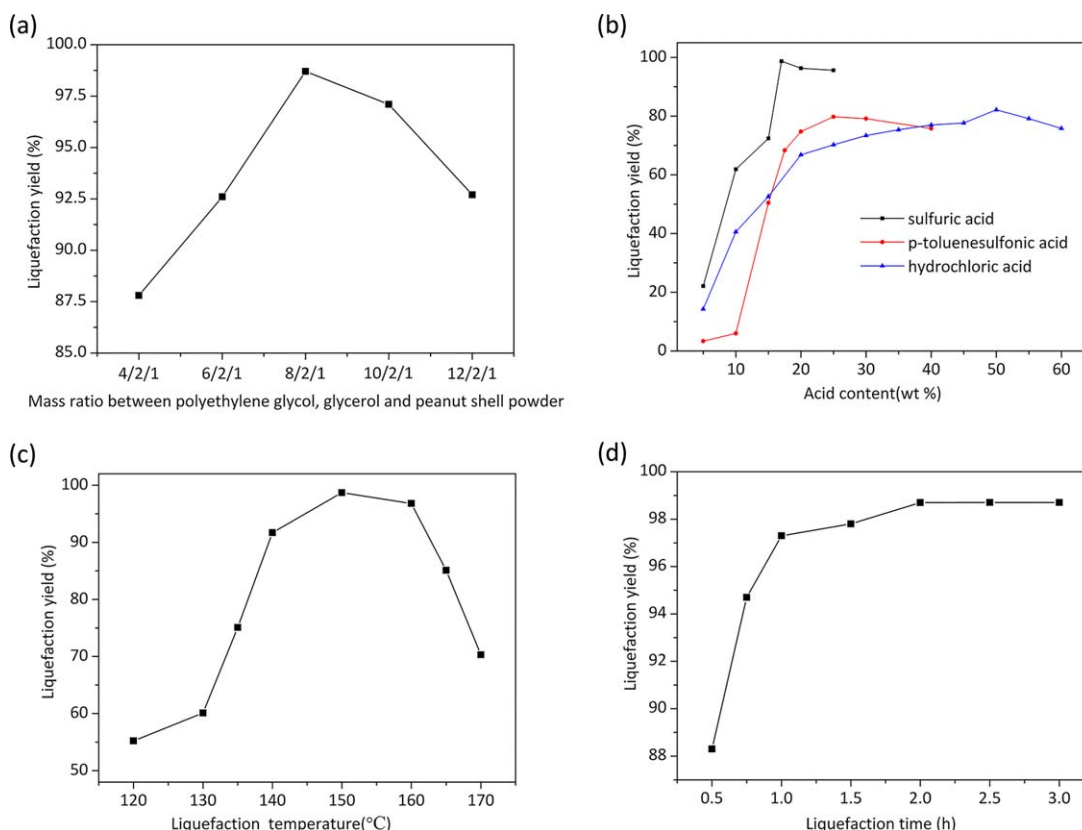 (a)
Liquefaction yield (%)
100.0
97.5
95.0
92.5
90.0
87.5
85.0
4/2/1 6/2/1 8/2/1 10/2/1 12/2/1
Mass ratio between polyethylene glycol, glycerol and peanut shell powder
(b)
Liquefaction yield (%)
100
80
60
40
20
0
sulfuric acid
p-toluenesulfonic acid
hydrochloric acid
10 20 30 40 50 60
Acid content(wt %)
(c)
Liquefaction yield (%)
100
90
80
70
60
50
120 130 140 150 160 170
Liquefaction temperature(°C)
(d)
Liquefaction yield (%)
100
98
96
94
92
90
88
0.5 1.0 1.5 2.0 2.5 3.0
Liquefaction time (h)